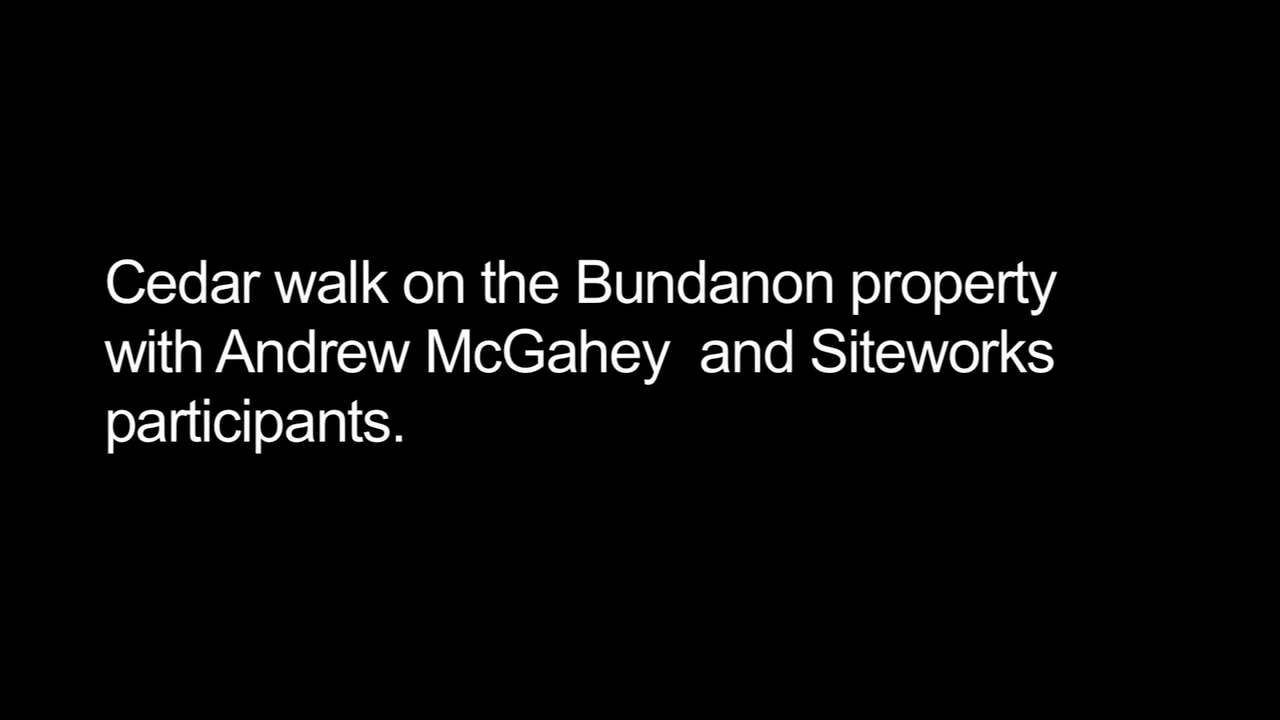 Cedar walk on the Bundanon property
with Andrew McGahey  and Siteworks
participants.